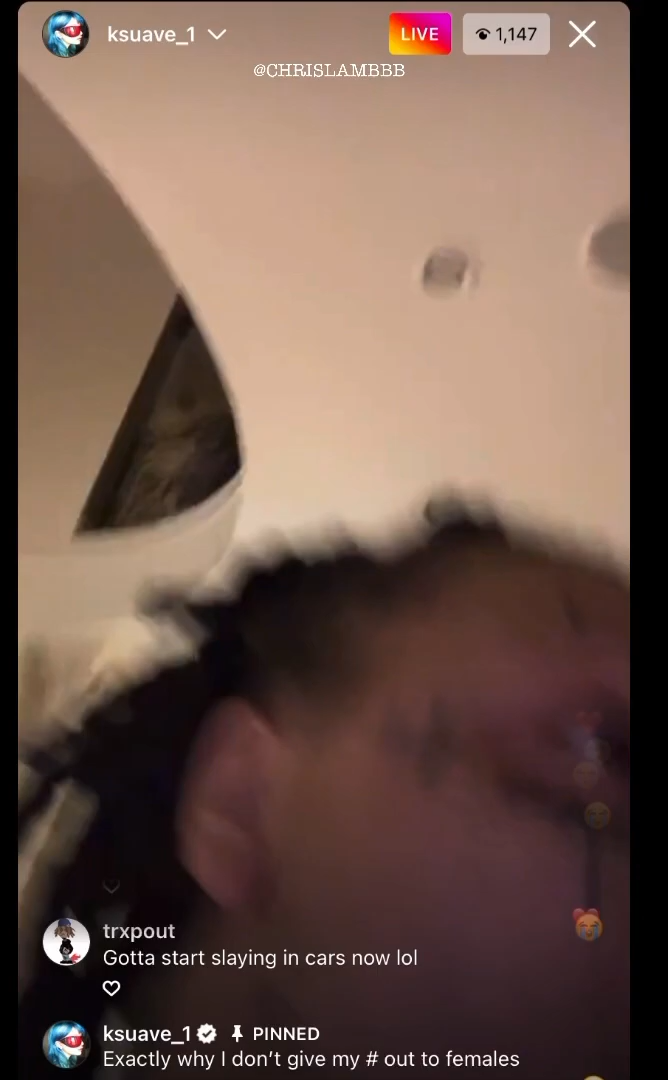 ksuave_1
LIVE
1,147
@CHRISLAMBBB
trxpout
Gotta start slaying in cars now lol
ksuave_1 PINNED
Exactly why I don’t give my # out to females